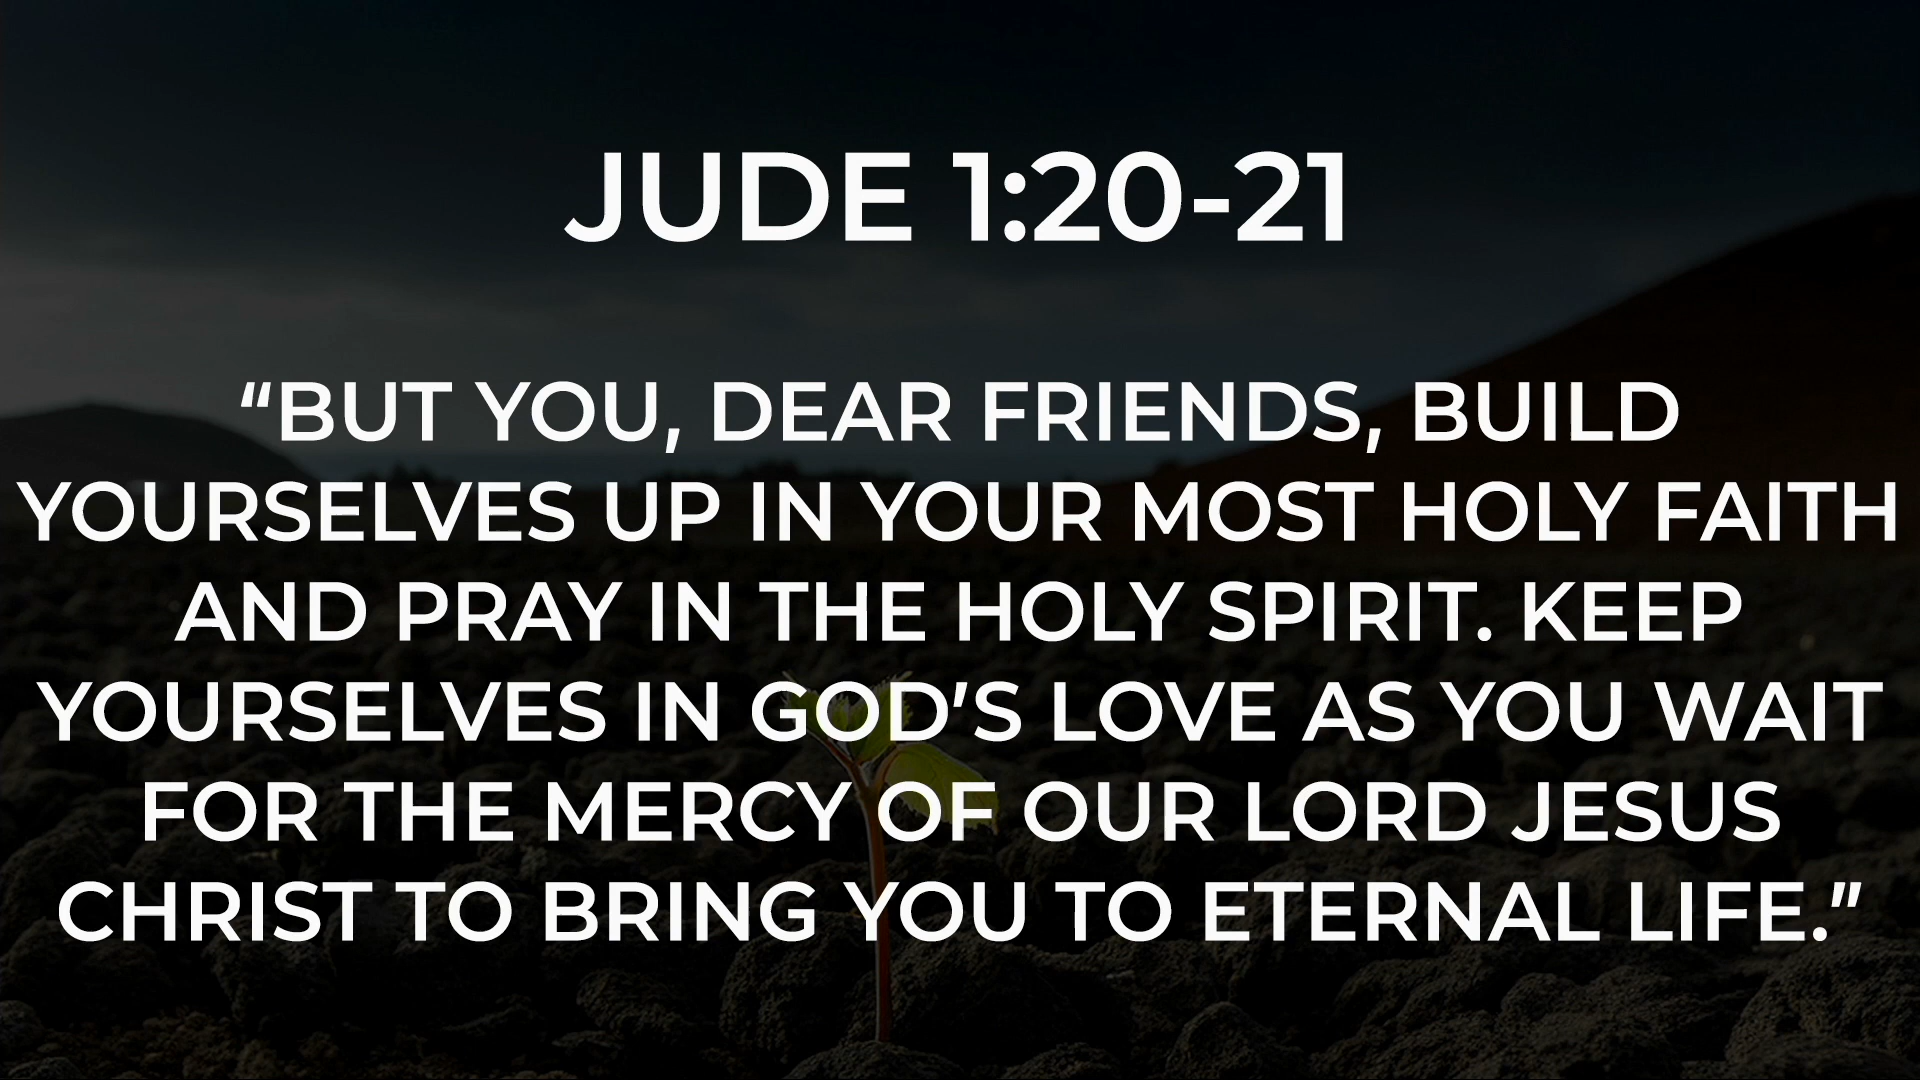 JUDE 1:20-21
“BUT YOU, DEAR FRIENDS, BUILD
YOURSELVES UP IN YOUR MOST HOLY FAITH
AND PRAY IN THE HOLY SPIRIT. KEEP
YOURSELVES IN GOD’S LOVE AS YOU WAIT
FOR THE MERCY OF OUR LORD JESUS
CHRIST TO BRING YOU TO ETERNAL LIFE.”